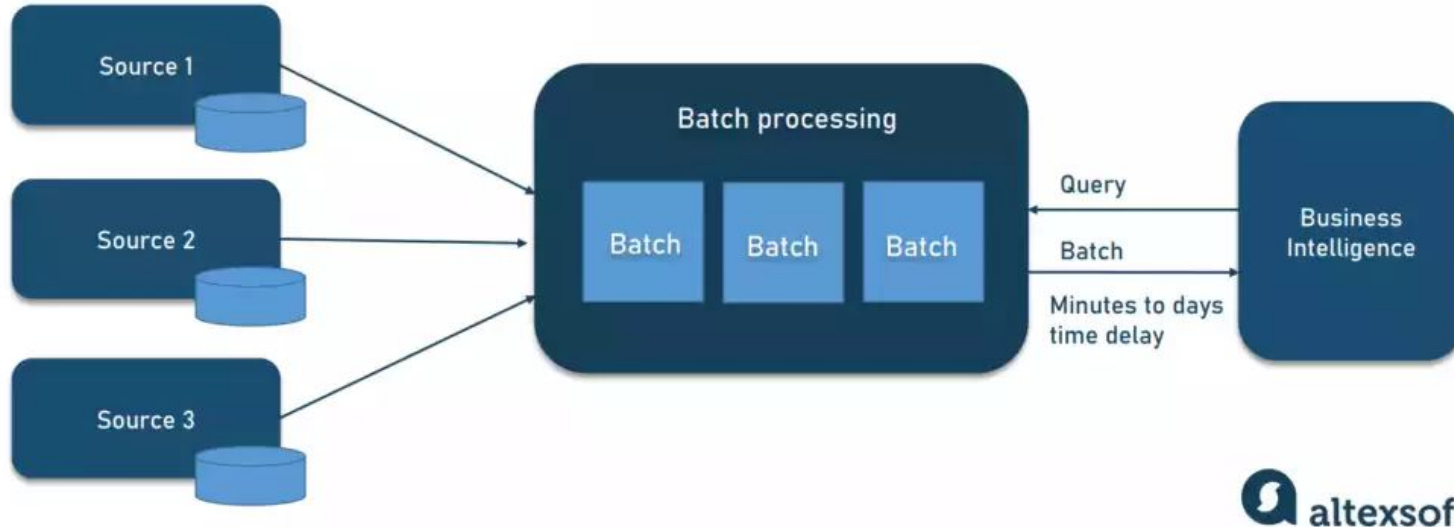 Source 1
Source 2
Source 3
Batch processing
Batch
Batch
Batch
Query
Batch
Minutes to days
time delay
Business
Intelligence
altexsof